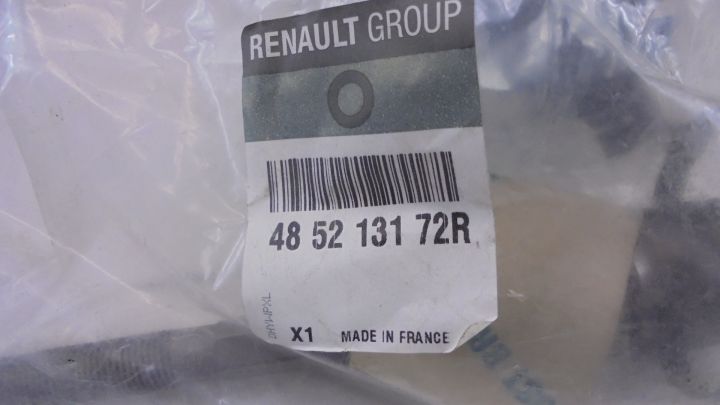 RENAULT GROUP
48 52 131 72R
X1 MADE IN FRANCE